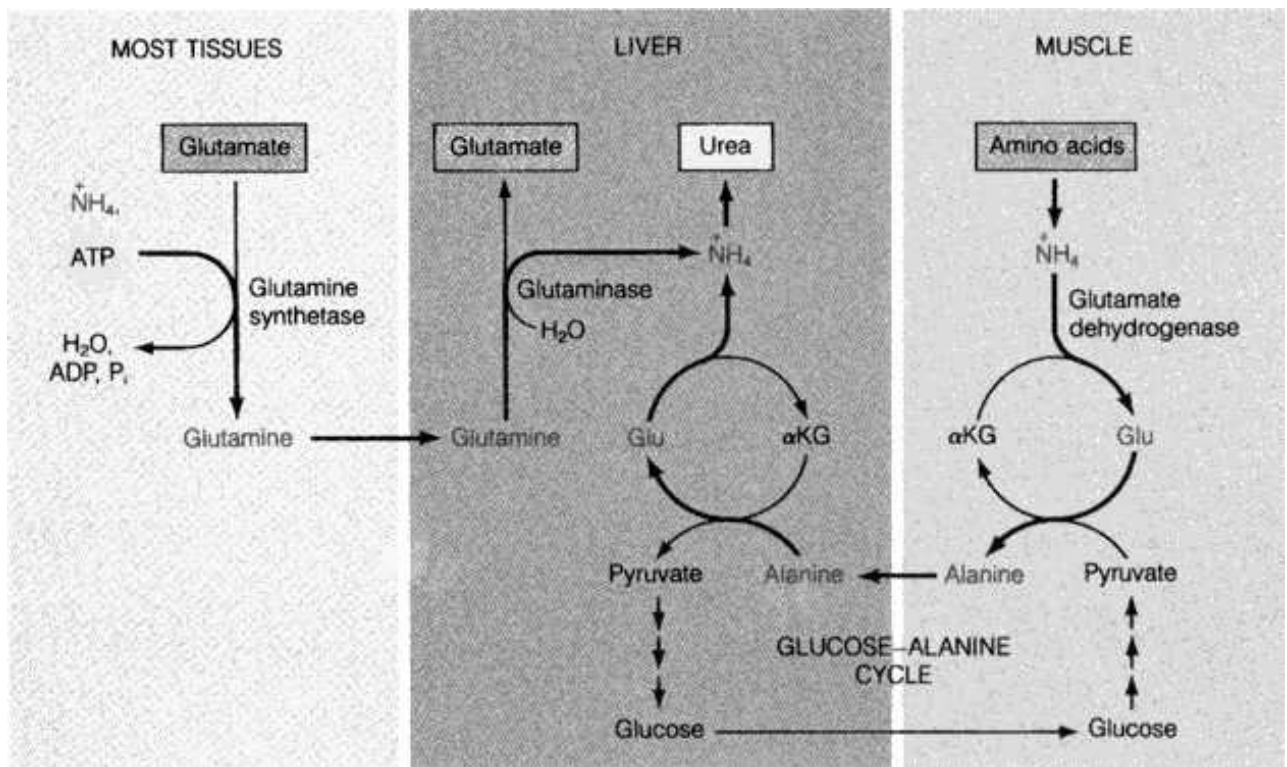 MOST TISSUES
Glutamate
NH₄⁺,
ATP
Glutamine
synthetase
H₂O,
ADP, Pᵢ
Glutamine
LIVER
Glutamate
Urea
NH₄⁺
Glutaminase
H₂O
Glutamine
Glu
αKG
Pyruvate
Alanine
GLUCOSE–ALANINE
CYCLE
Glucose
MUSCLE
Amino acids
NH₄⁺
Glutamate
dehydrogenase
αKG
Glu
Alanine
Pyruvate
Glucose